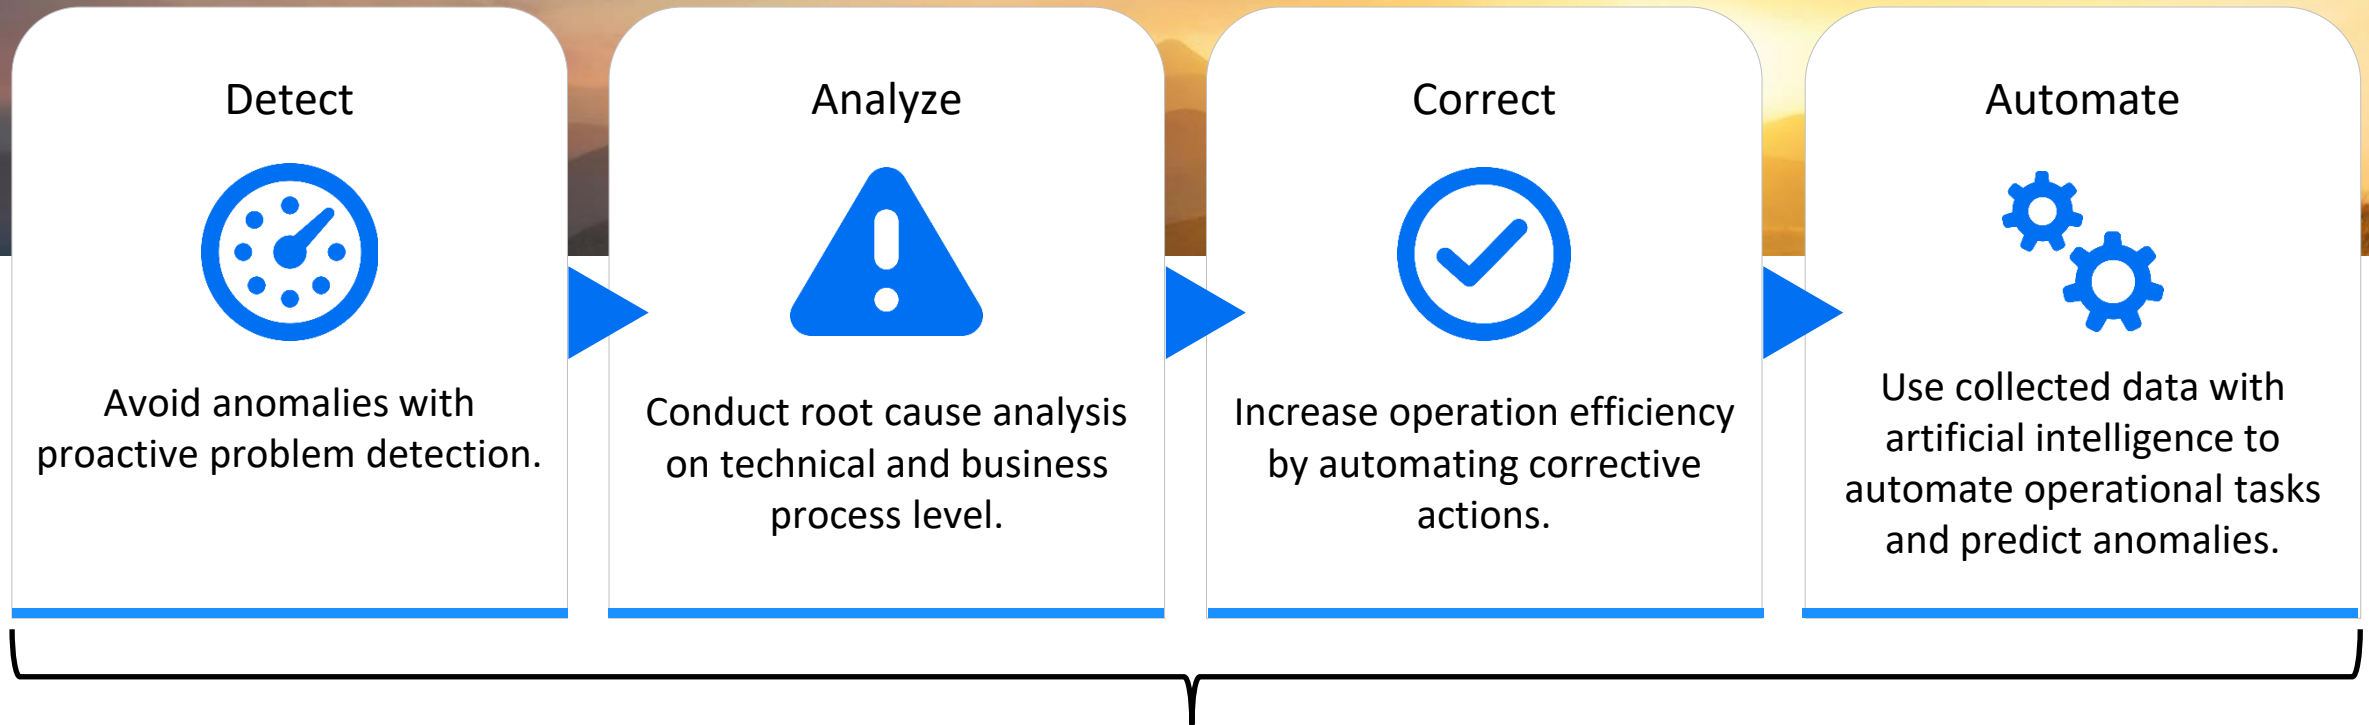 Detect
Avoid anomalies with
proactive problem detection.
Analyze
Conduct root cause analysis
on technical and business
process level.
Correct
Increase operation efficiency
by automating corrective
actions.
Automate
Use collected data with
artificial intelligence to
automate operational tasks
and predict anomalies.